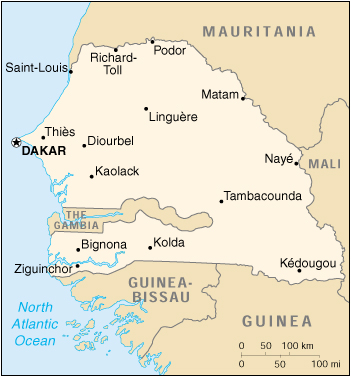 MAURITANIA
Podor
Richard-
Toll
Saint-Louis
Matam
Linguère
Thiès
DAKAR
Diourbel
Nayé
MALI
Kaolack
Tambacounda
THE
GAMBIA
Bignona
Kolda
Ziguinchor
Kédougou
GUINEA-
BISSAU
North
Atlantic
Ocean
GUINEA
0 50 100 km
0 50 100 mi